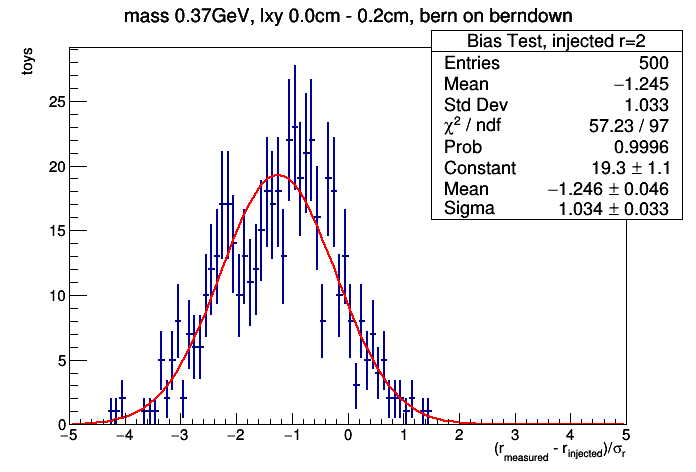 mass 0.37GeV, lxy 0.0cm - 0.2cm, bern on berndown
toys
Bias Test, injected r=2
Entries 500
Mean −1.245
Std Dev 1.033
χ² / ndf 57.23 / 97
Prob 0.9996
Constant 19.3 ± 1.1
Mean −1.246 ± 0.046
Sigma 1.034 ± 0.033
25
20
15
10
5
0
−5 −4 −3 −2 −1 0 1 2 3 4 5
(r_measured - r_injected)/σ_r